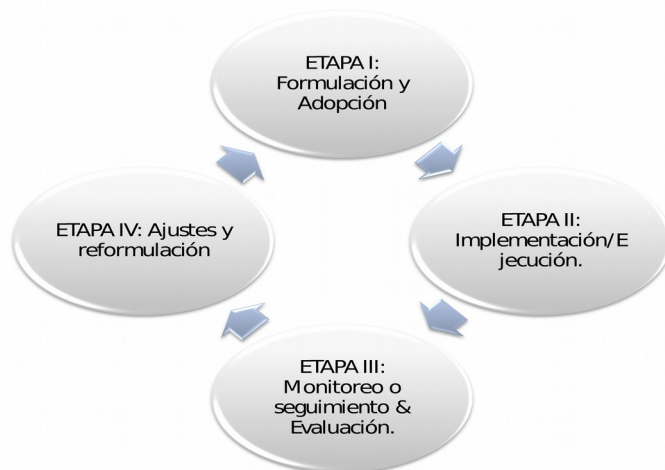 ETAPA I:
Formulación y
Adopción
ETAPA II:
Implementación/E
jecución.
ETAPA III:
Monitoreo o
seguimiento &
Evaluación.
ETAPA IV: Ajustes y
reformulación